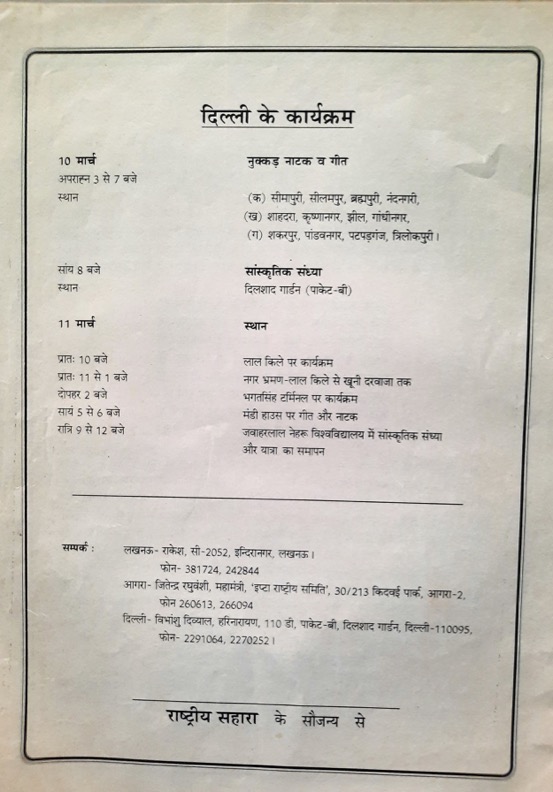 दिल्ली के कार्यक्रम
10 मार्च नुक्कड़ नाटक व गीत
अपराह्न 3 से 7 बजे
स्थान (क) सीमापुरी, सीलमपुर, ब्रह्मपुरी, नंदनगरी,
(ख) शाहदरा, कृष्णानगर, झील, गांधीनगर,
(ग) शकरपुर, पांडवनगर, पटपड़गंज, त्रिलोकपुरी।
सांय 8 बजे सांस्कृतिक संध्या
स्थान दिलशाद गार्डन (पाकेट-बी)
11 मार्च स्थान
प्रातः 10 बजे लाल किले पर कार्यक्रम
प्रातः 11 से 1 बजे नगर भ्रमण-लाल किले से खूनी दरवाजा तक
दोपहर 2 बजे भगतसिंह टर्मिनल पर कार्यक्रम
सायं 5 से 6 बजे मंडी हाउस पर गीत और नाटक
रात्रि 9 से 12 बजे जवाहरलाल नेहरू विश्वविद्यालय में सांस्कृतिक संध्या
और यात्रा का समापन
सम्पर्क : लखनऊ- राकेश, सी-2052, इन्दिरानगर, लखनऊ।
फोन- 381724, 242844
आगरा- जितेन्द्र रघुवंशी, महामंत्री, 'इप्टा राष्ट्रीय समिति', 30/213 किदवई पार्क, आगरा-2,
फोन 260613, 266094
दिल्ली- विभांशु दिव्याल, हरिनारायण, 110 डी, पाकेट-बी, दिलशाद गार्डन, दिल्ली-110095,
फोन- 2291064, 2270252।
राष्ट्रीय सहारा के सौजन्य से